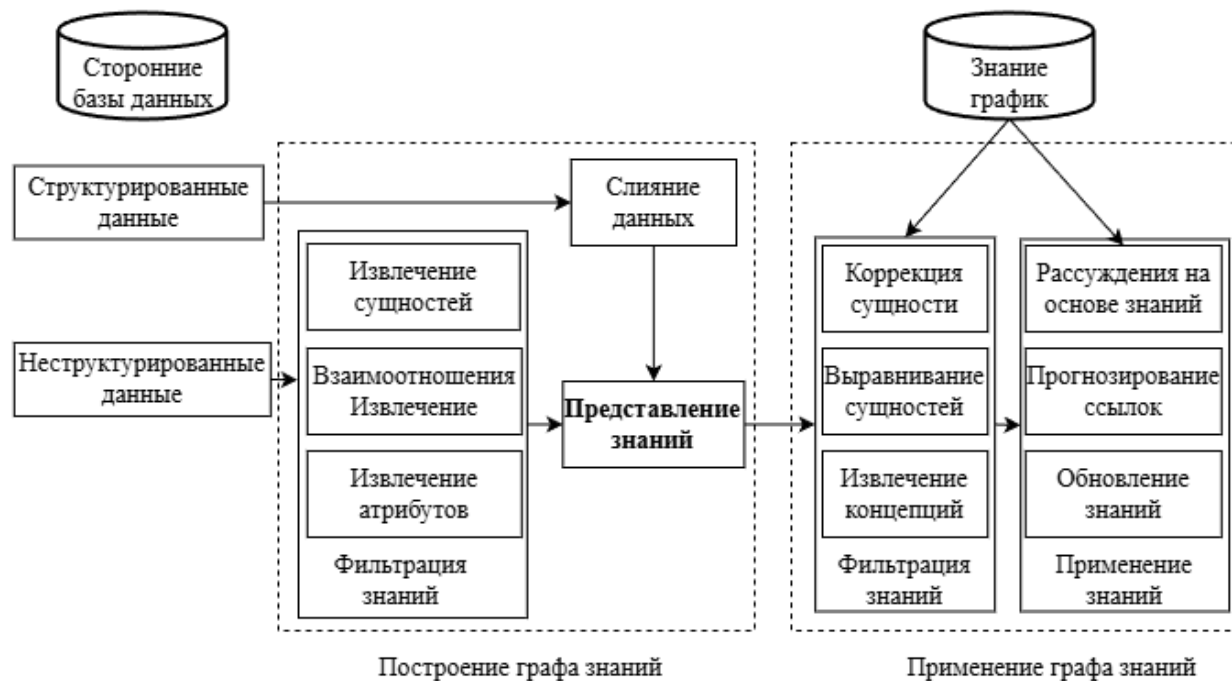 Сторонние
базы данных
Знание
график
Структурированные
данные
Слияние
данных
Извлечение
сущностей
Коррекция
сущности
Рассуждения на
основе знаний
Неструктурированные
данные
Взаимоотношения
Извлечение
Представление
знаний
Выравнивание
сущностей
Прогнозирование
ссылок
Извлечение
атрибутов
Извлечение
концепций
Обновление
знаний
Фильтрация
знаний
Фильтрация
знаний
Применение
знаний
Построение графа знаний
Применение графа знаний